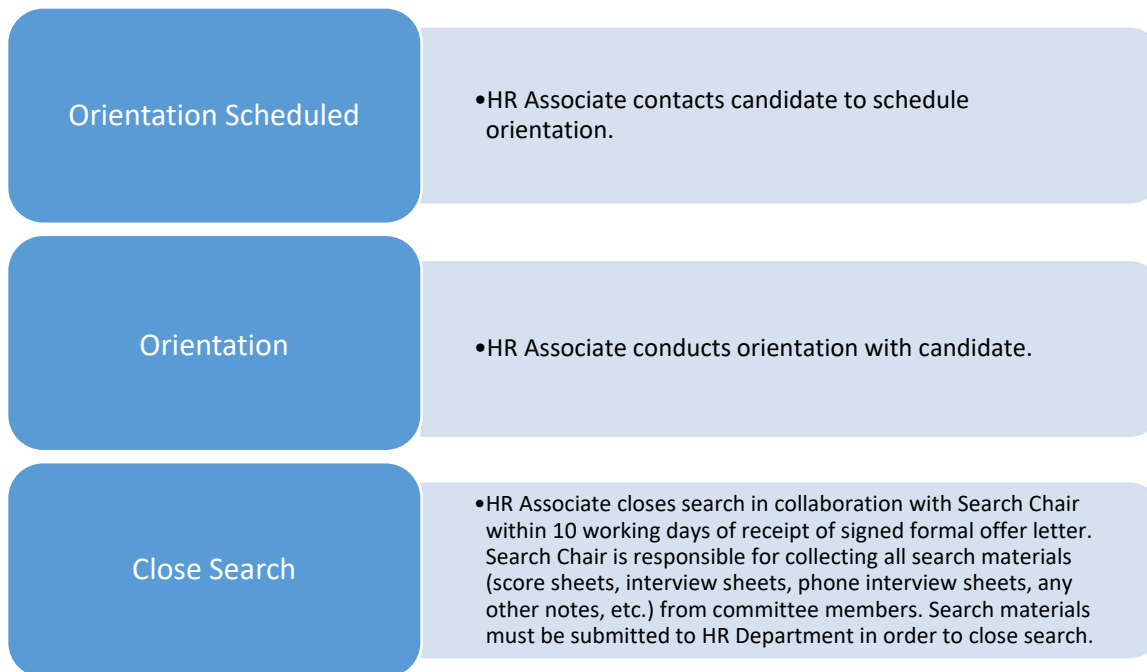 Orientation Scheduled
•HR Associate contacts candidate to schedule
orientation.
Orientation
•HR Associate conducts orientation with candidate.
Close Search
•HR Associate closes search in collaboration with Search Chair
within 10 working days of receipt of signed formal offer letter.
Search Chair is responsible for collecting all search materials
(score sheets, interview sheets, phone interview sheets, any
other notes, etc.) from committee members. Search materials
must be submitted to HR Department in order to close search.